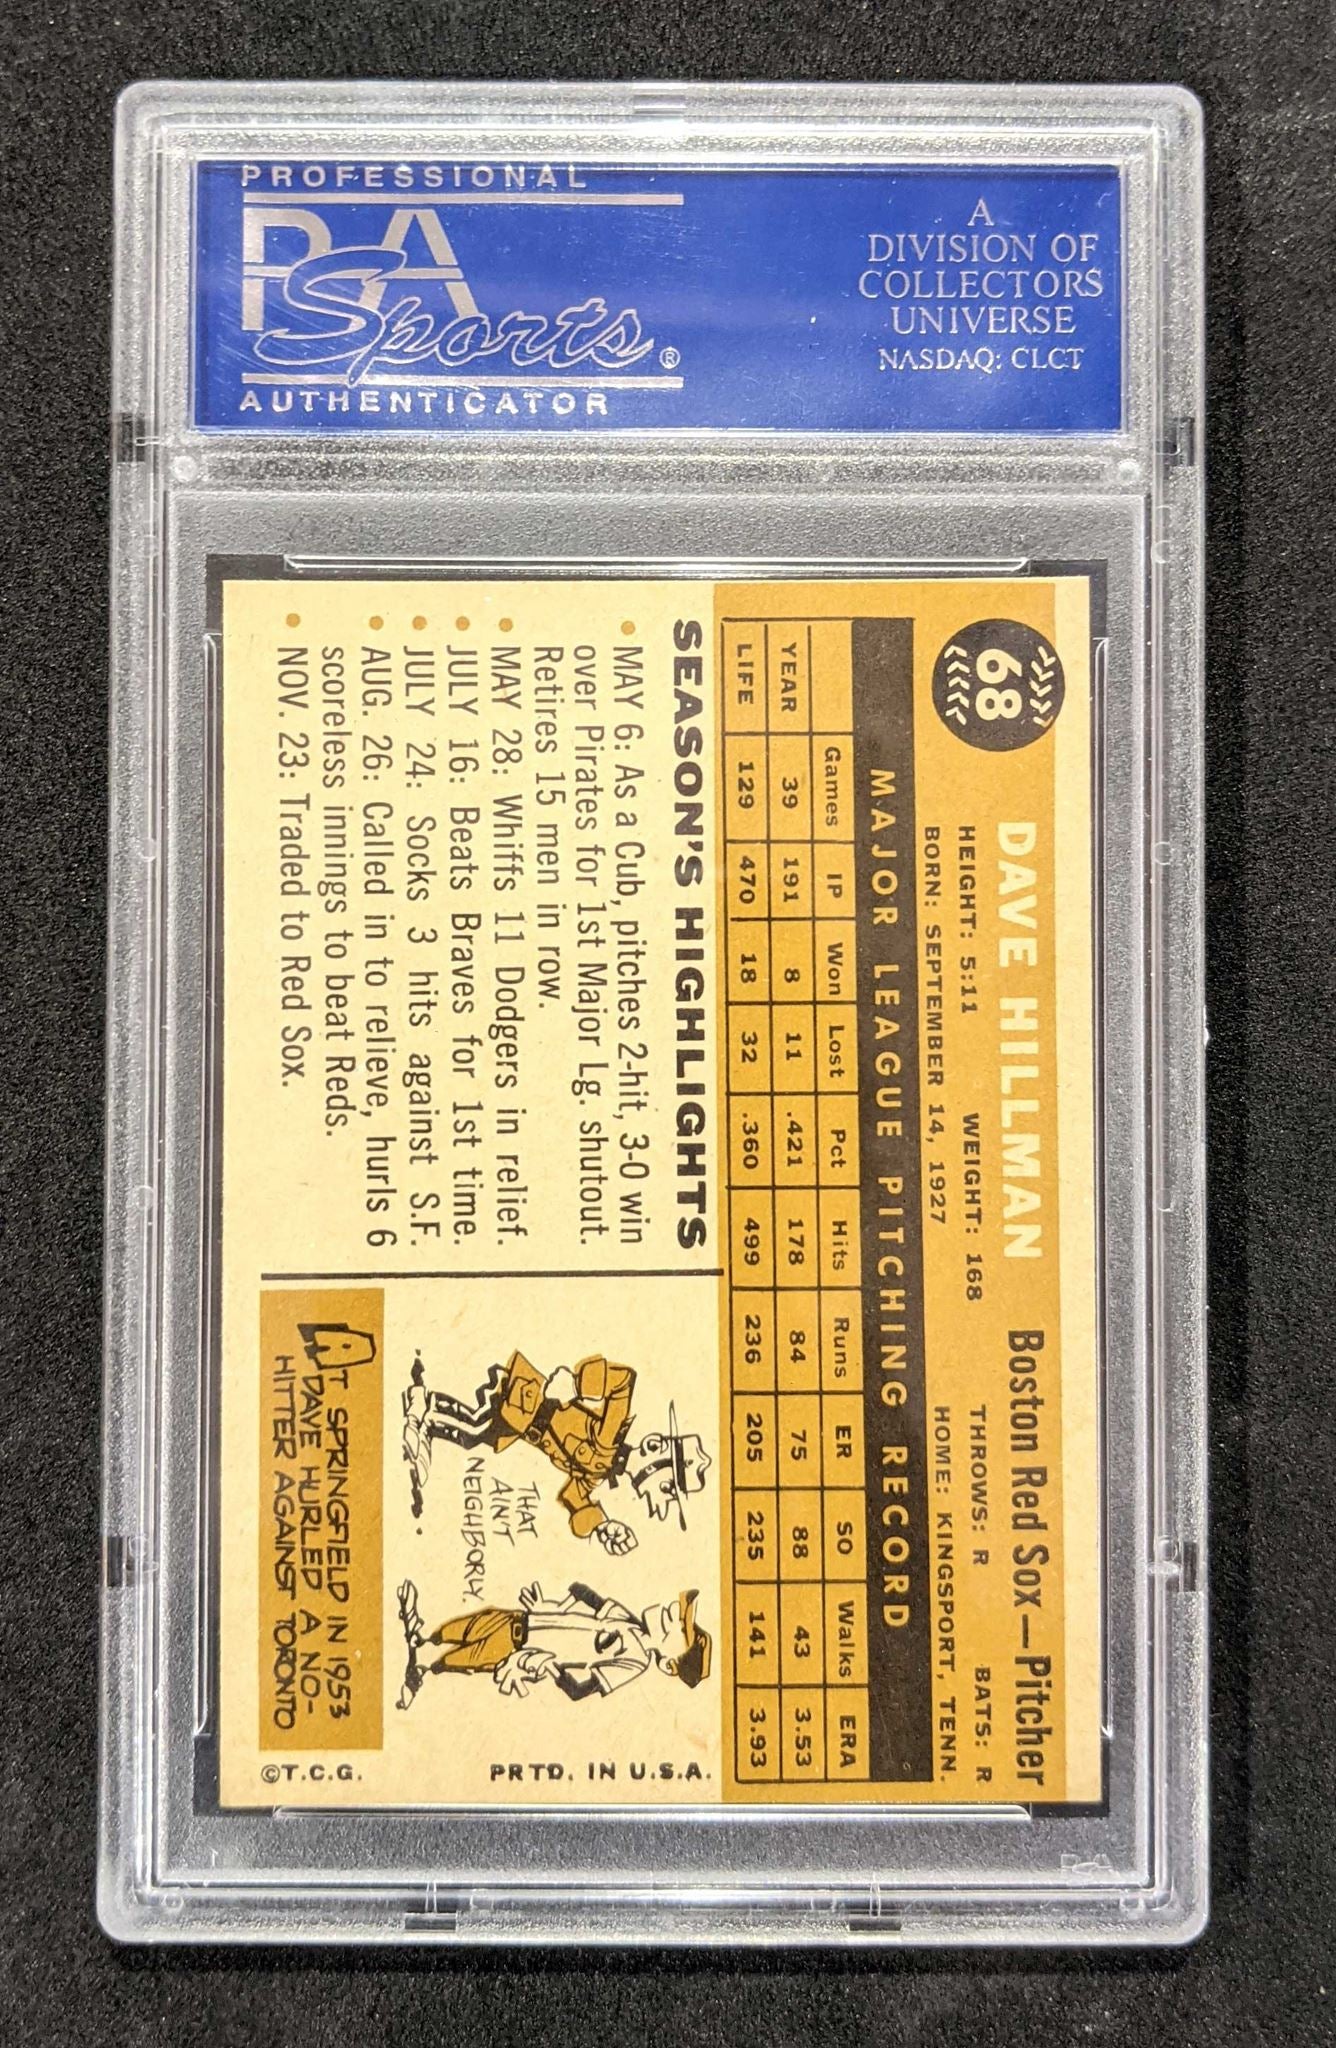 PROFESSIONAL
PSA
Sports®
AUTHENTICATOR
A
DIVISION OF
COLLECTORS
UNIVERSE
NASDAQ: CLCT
68
DAVE HILLMAN Boston Red Sox—Pitcher
HEIGHT: 5:11 WEIGHT: 168 THROWS: R BATS: R
BORN: SEPTEMBER 14, 1927 HOME: KINGSPORT, TENN.
MAJOR LEAGUE PITCHING RECORD
Games IP Won Lost Pct Hits Runs ER SO Walks ERA
YEAR 39 191 8 11 .421 178 84 75 88 43 3.53
LIFE 129 470 18 32 .360 499 236 205 235 141 3.93
SEASON'S HIGHLIGHTS
• MAY 6: As a Cub, pitches 2-hit, 3-0 win
over Pirates for 1st Major Lg. shutout.
Retires 15 men in row.
• MAY 28: Whiffs 11 Dodgers in relief.
• JULY 16: Beats Braves for 1st time.
• JULY 24: Socks 3 hits against S.F.
• AUG. 26: Called in to relieve, hurls 6
scoreless innings to beat Reds.
• NOV. 23: Traded to Red Sox.
THAT
AIN'T
NEIGHBORLY.
AT SPRINGFIELD IN 1953
DAVE HURLED A NO-
HITTER AGAINST TORONTO
©T.C.G. PRTD. IN U.S.A.
PSA